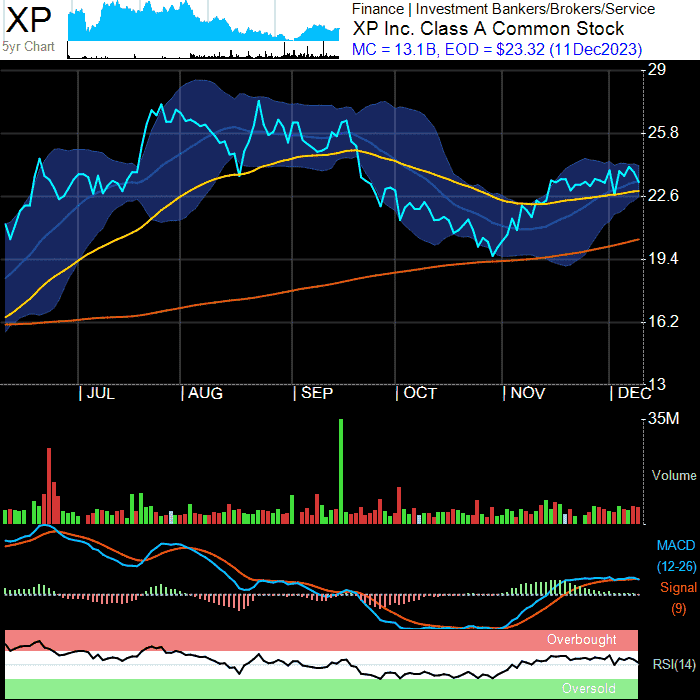 XP
5yr Chart
Finance | Investment Bankers/Brokers/Service
XP Inc. Class A Common Stock
MC = 13.1B, EOD = $23.32 (11Dec2023)
29
25.8
22.6
19.4
16.2
13
| JUL | AUG | SEP | OCT | NOV | DEC
35M
Volume
MACD
(12-26)
Signal
(9)
Overbought
RSI(14)
Oversold